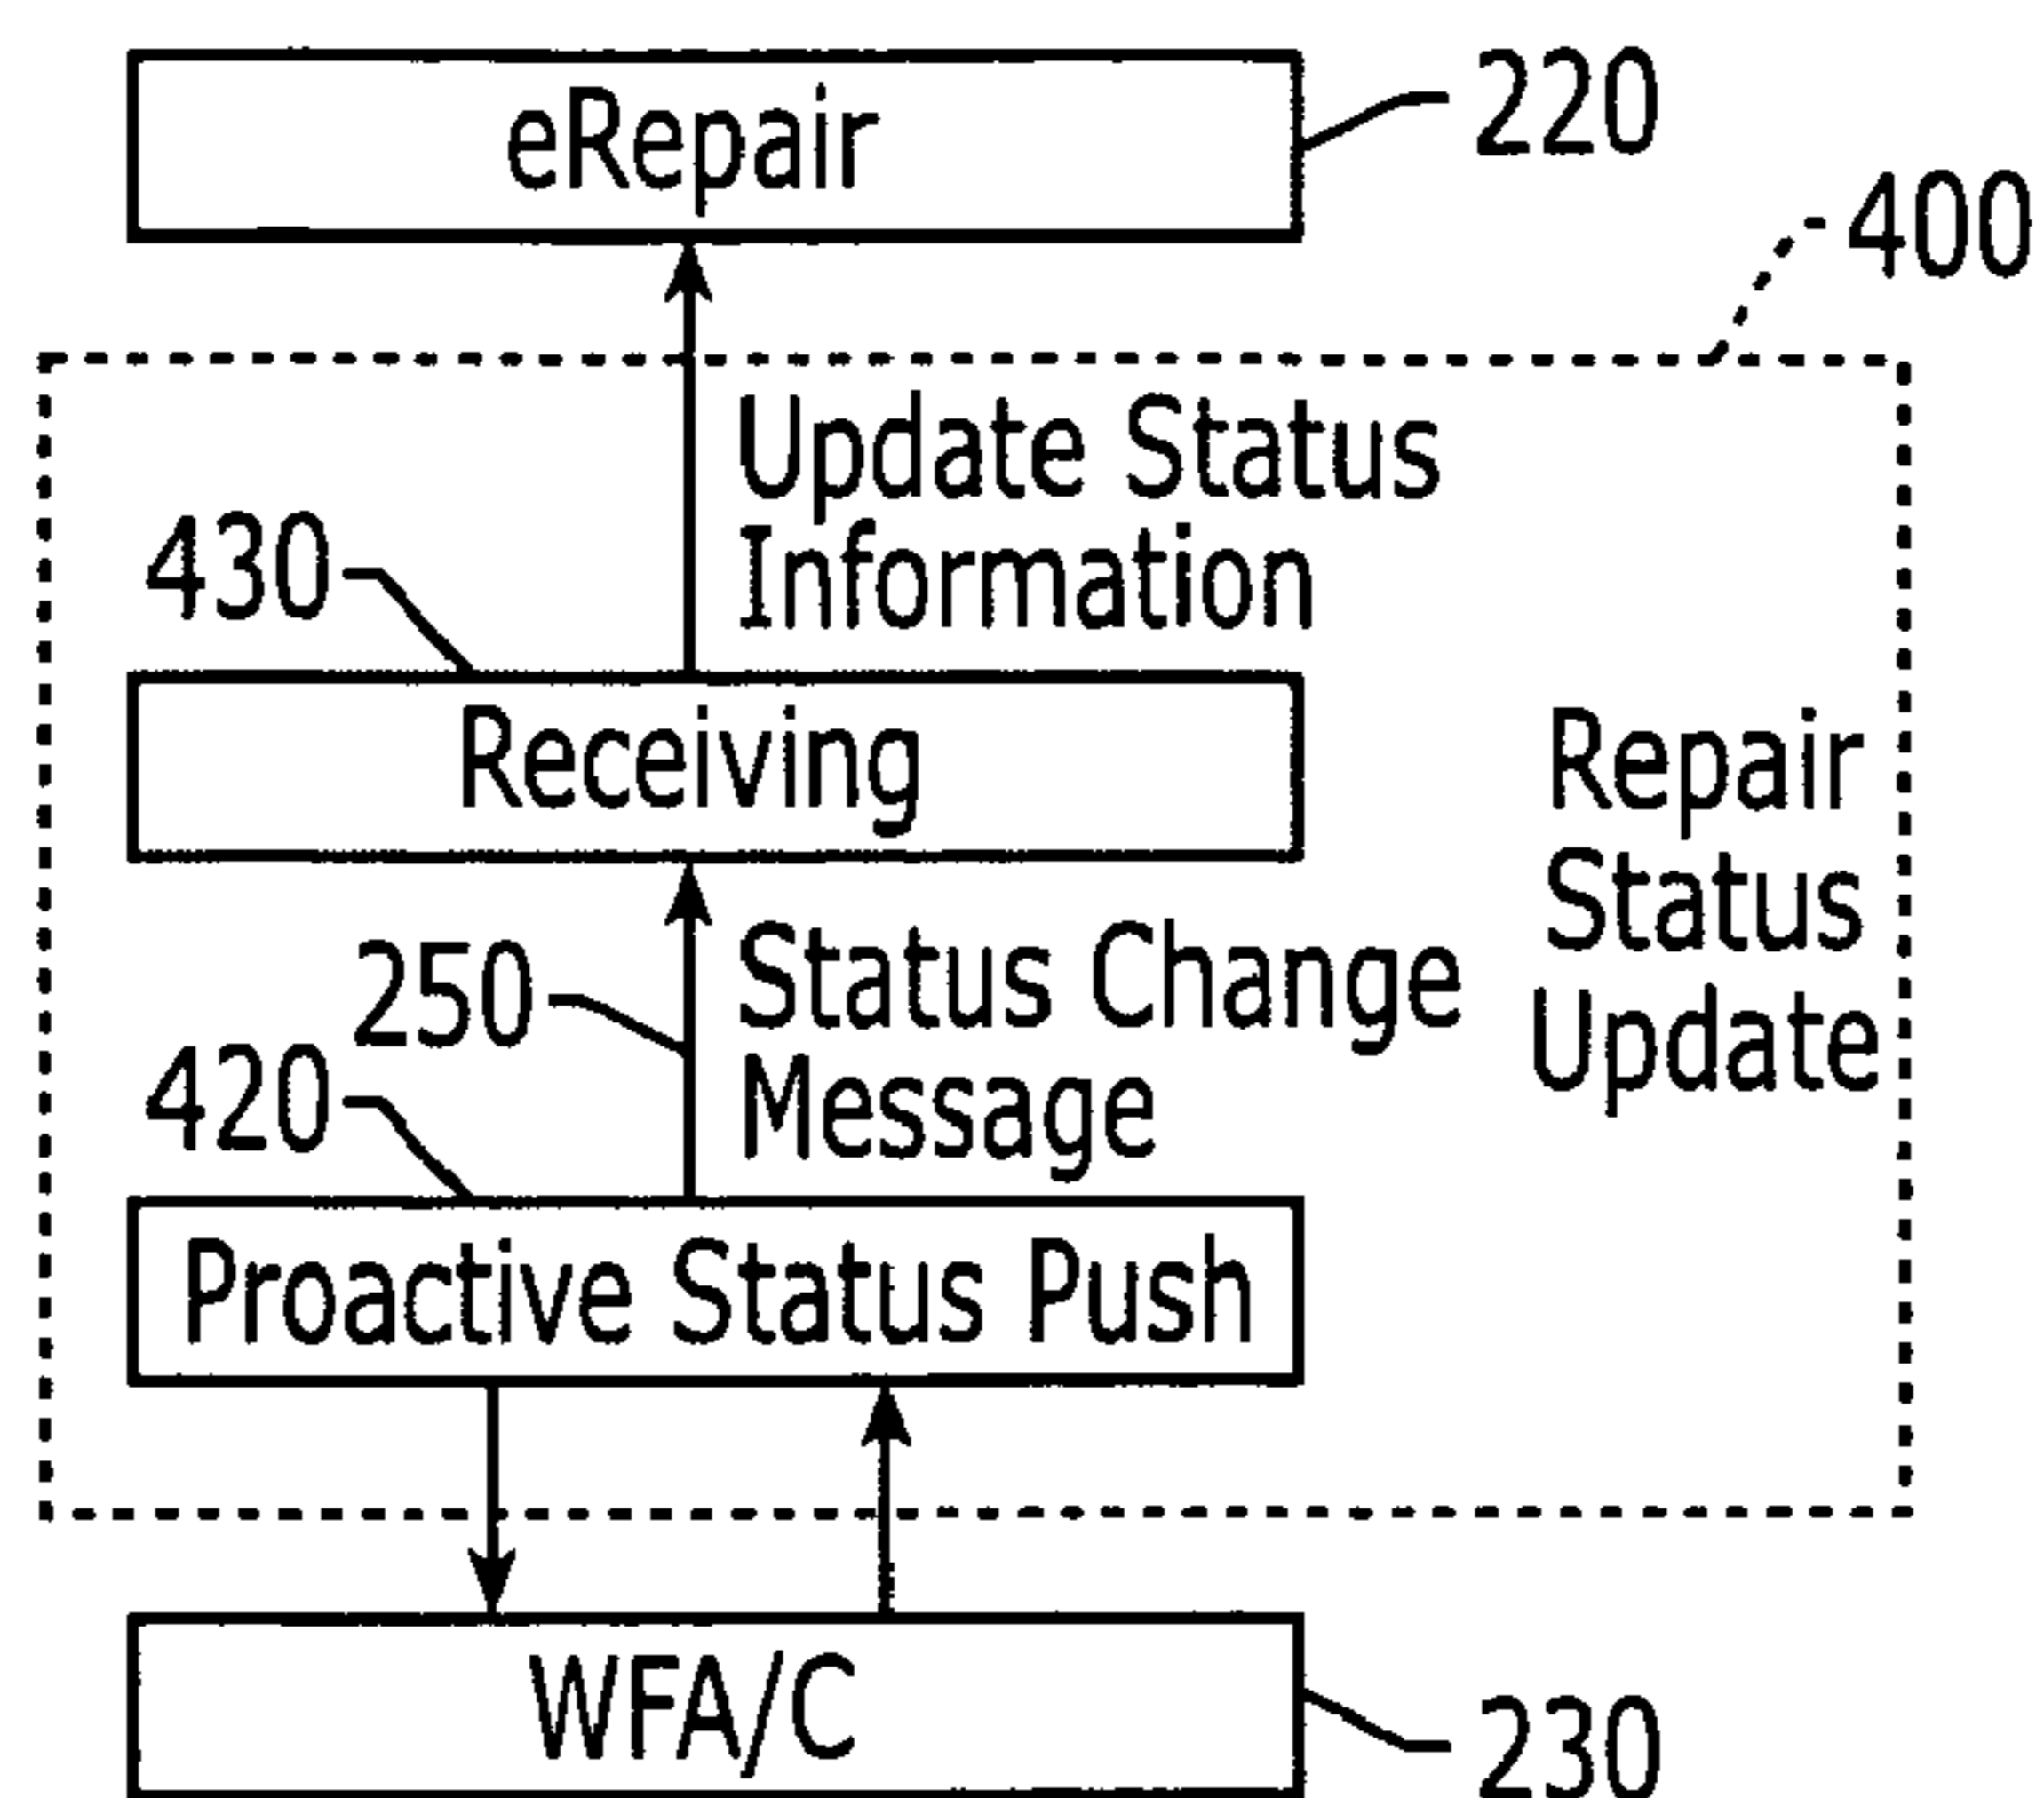 eRepair
220
400
Update Status
Information
430
Receiving
Repair
Status
Update
250
Status Change
Message
420
Proactive Status Push
WFA/C
230